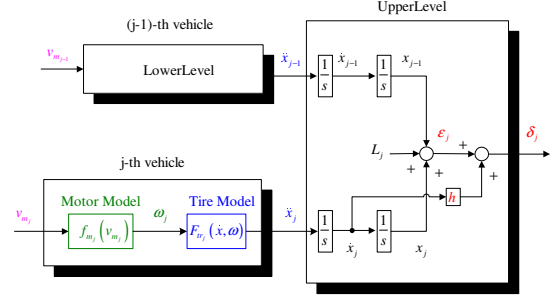 (j-1)-th vehicle
UpperLevel
v_{m_{j-1}}
LowerLevel
ẍ_{j-1}
1/s
ẋ_{j-1}
1/s
x_{j-1}
L_j
ε_j
+
+
+
+
δ_j
+
j-th vehicle
Motor Model
Tire Model
v_{m_j}
f_{m_j}(v_{m_j})
ω_j
F_{tr_j}(ẋ,ω)
ẍ_j
h
1/s
ẋ_j
1/s
x_j